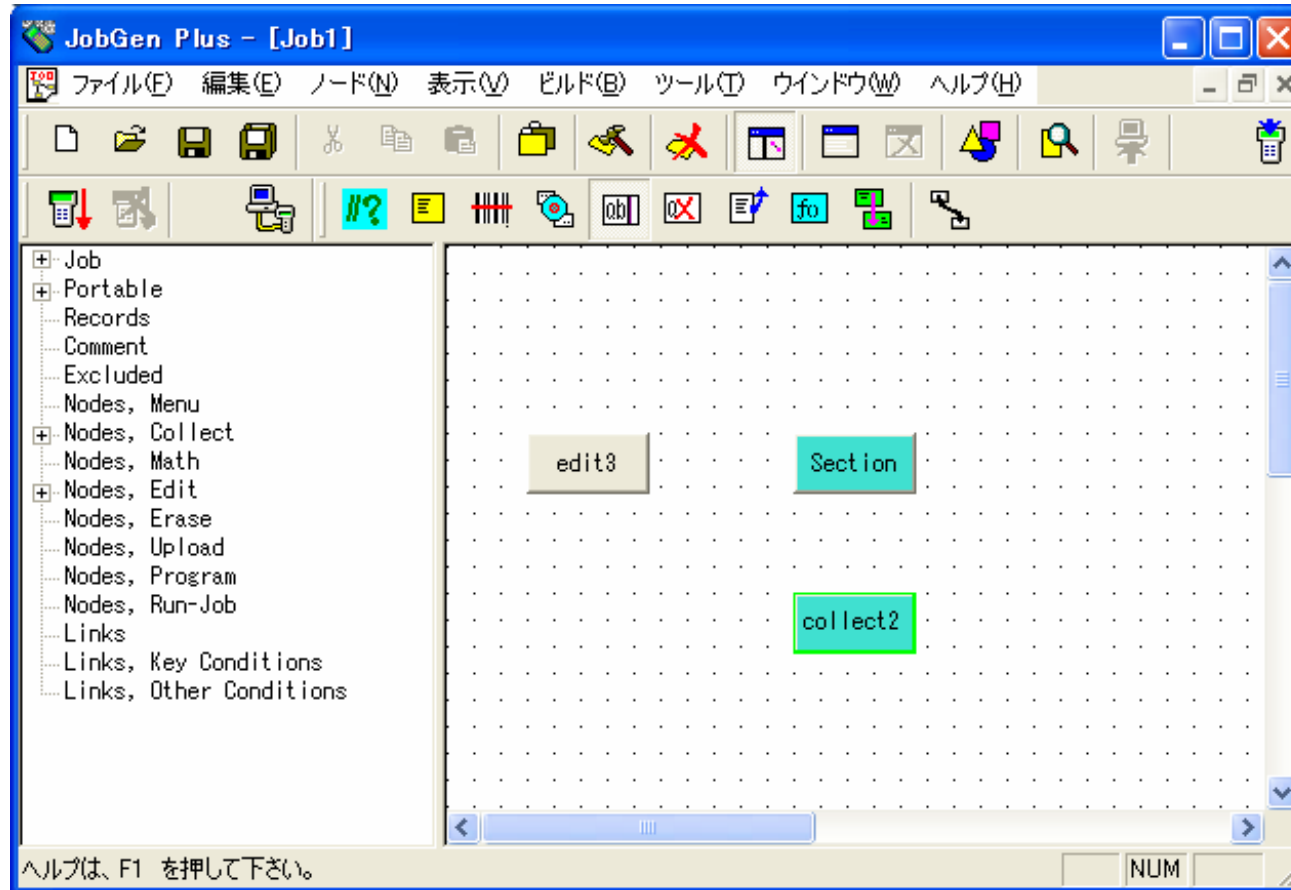 JobGen Plus - [Job1]
ファイル(F) 編集(E) ノード(N) 表示(V) ビルド(B) ツール(T) ウインドウ(W) ヘルプ(H)
Job
Portable
Records
Comment
Excluded
Nodes, Menu
Nodes, Collect
Nodes, Math
Nodes, Edit
Nodes, Erase
Nodes, Upload
Nodes, Program
Nodes, Run-Job
Links
Links, Key Conditions
Links, Other Conditions
edit3
Section
collect2
ヘルプは、F1 を押して下さい。
NUM